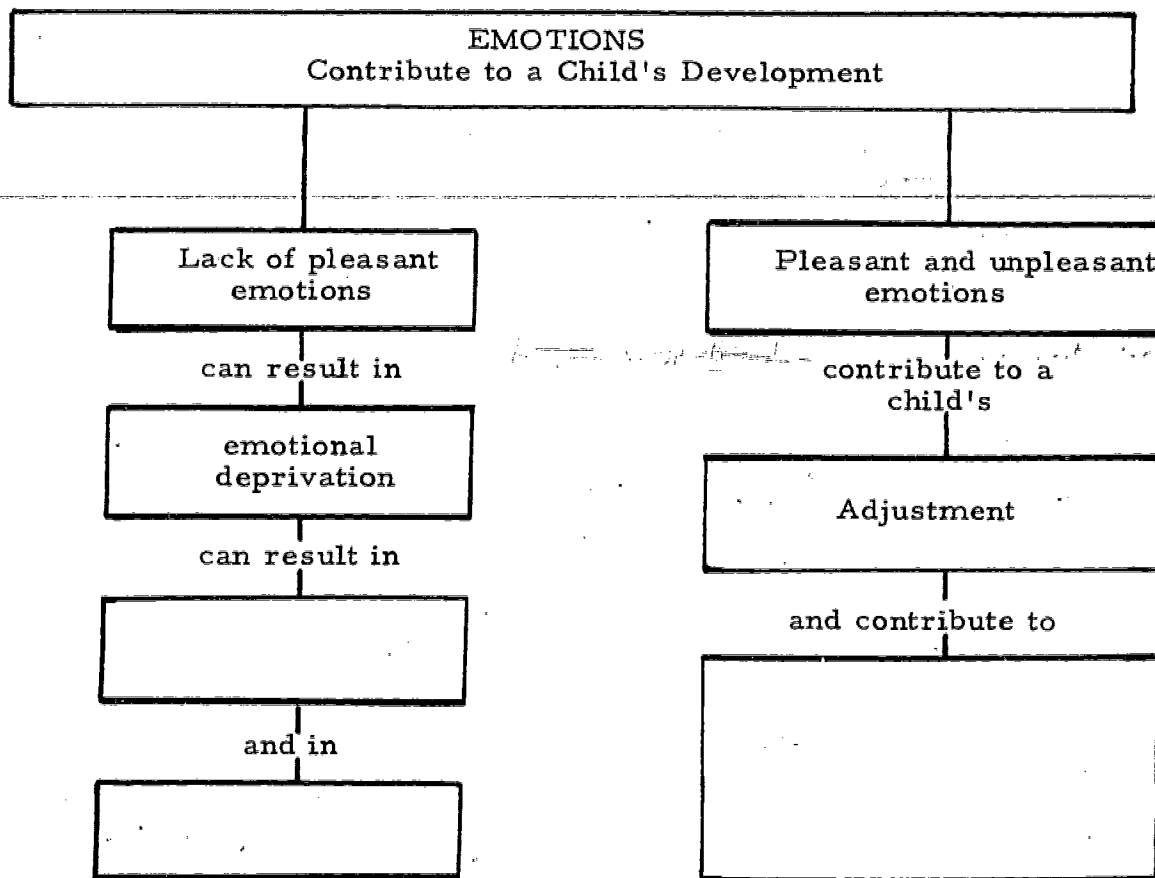 EMOTIONS
Contribute to a Child's Development
Lack of pleasant
emotions
can result in
emotional
deprivation
can result in
and in
Pleasant and unpleasant
emotions
contribute to a
child's
Adjustment
and contribute to